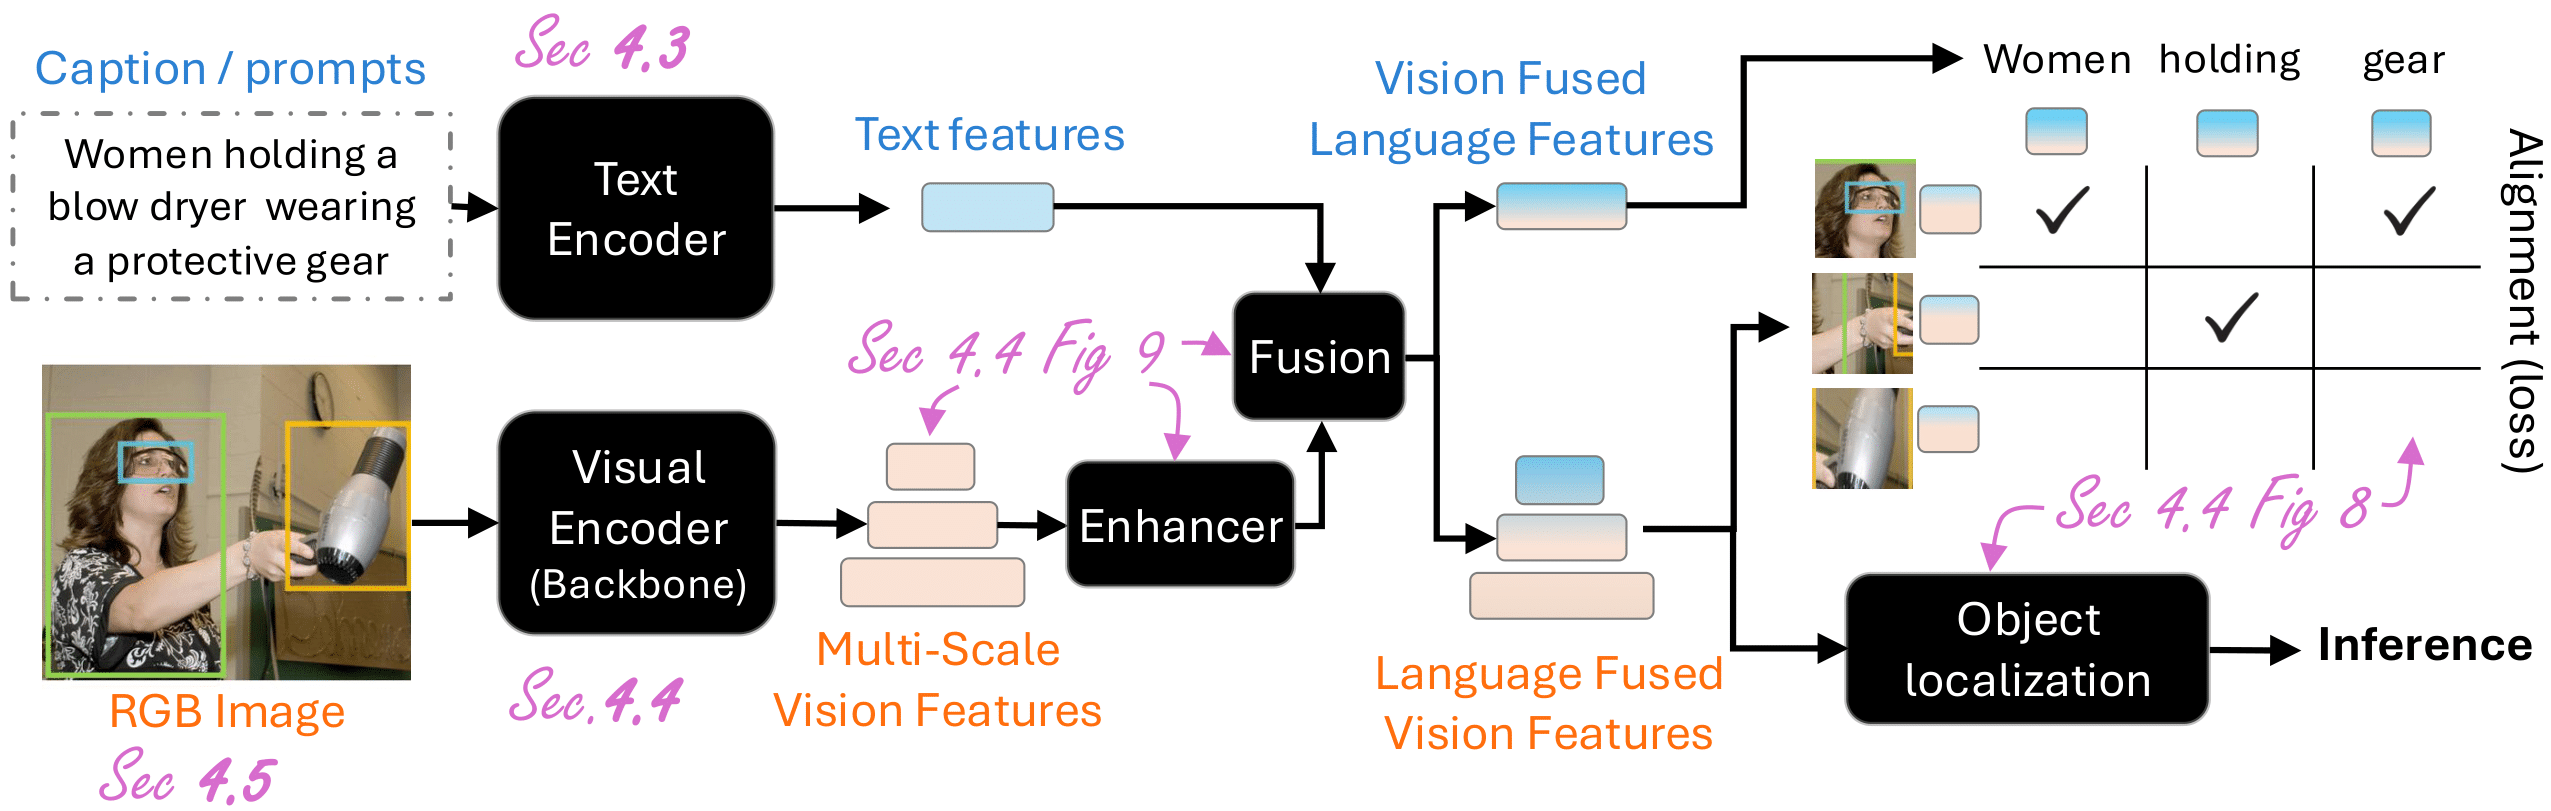 Caption / prompts
Women holding a
blow dryer wearing
a protective gear
Sec 4.3
Text
Encoder
Text features
RGB Image
Sec 4.5
Visual
Encoder
(Backbone)
Sec. 4.4
Multi-Scale
Vision Features
Sec 4.4 Fig 9
Enhancer
Fusion
Vision Fused
Language Features
Language Fused
Vision Features
Women holding gear
Alignment (loss)
Sec 4.4 Fig 8
Object
localization
Inference